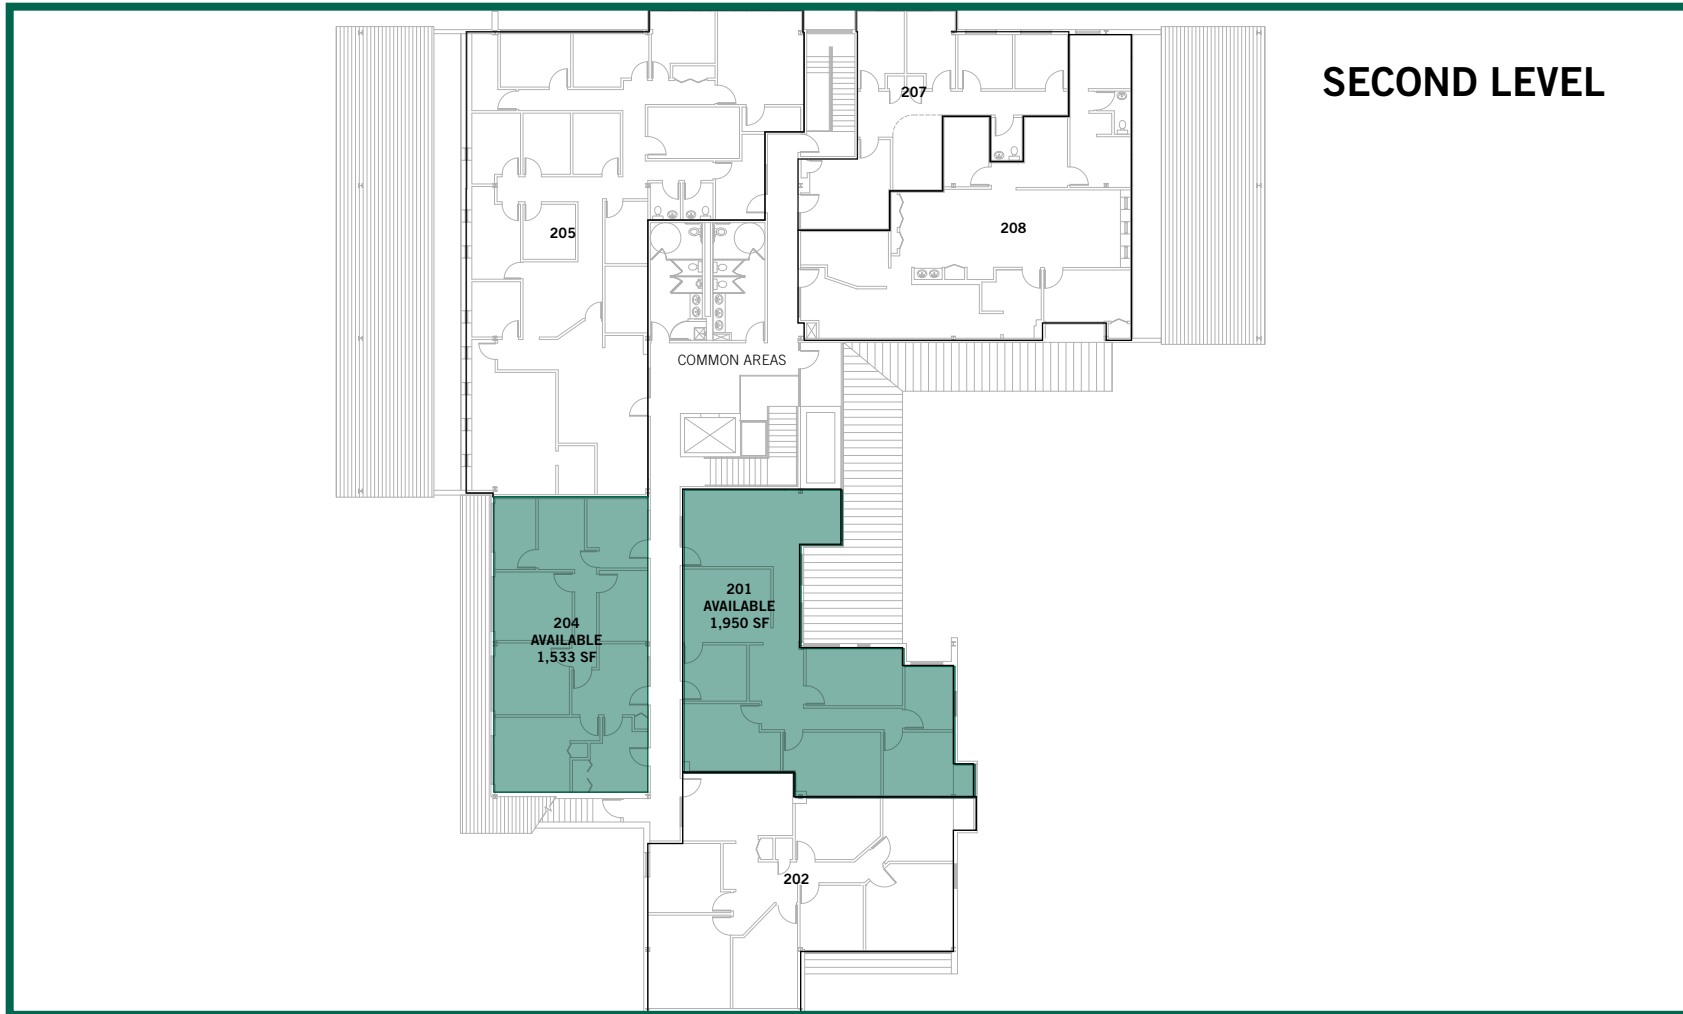 SECOND LEVEL
207
208
205
COMMON AREAS
201
AVAILABLE
1,950 SF
204
AVAILABLE
1,533 SF
202